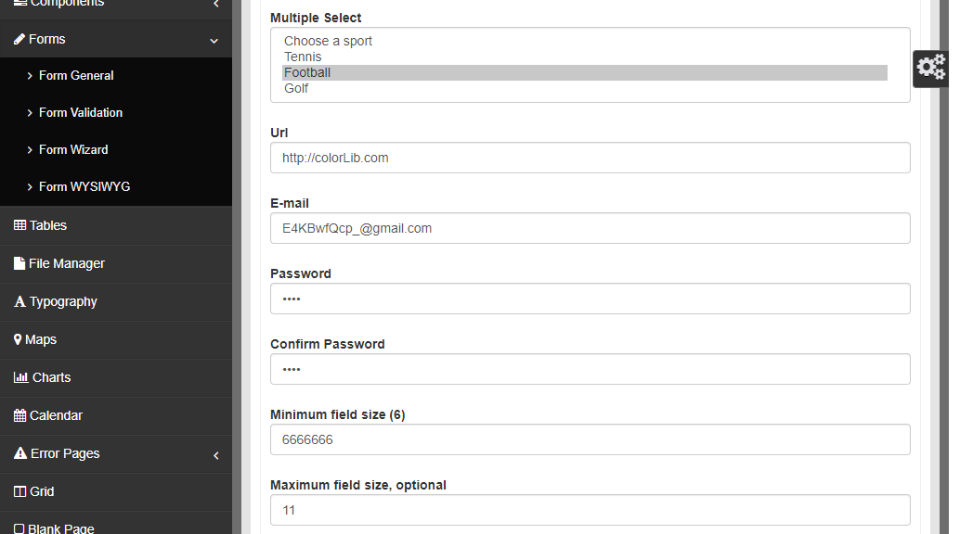 Components
Forms
Form General
Form Validation
Form Wizard
Form WYSIWYG
Tables
File Manager
Typography
Maps
Charts
Calendar
Error Pages
Grid
Blank Page
Multiple Select
Choose a sport
Tennis
Football
Golf
Url
http://colorLib.com
E-mail
E4KBwfQcp_@gmail.com
Password
••••
Confirm Password
••••
Minimum field size (6)
6666666
Maximum field size, optional
11